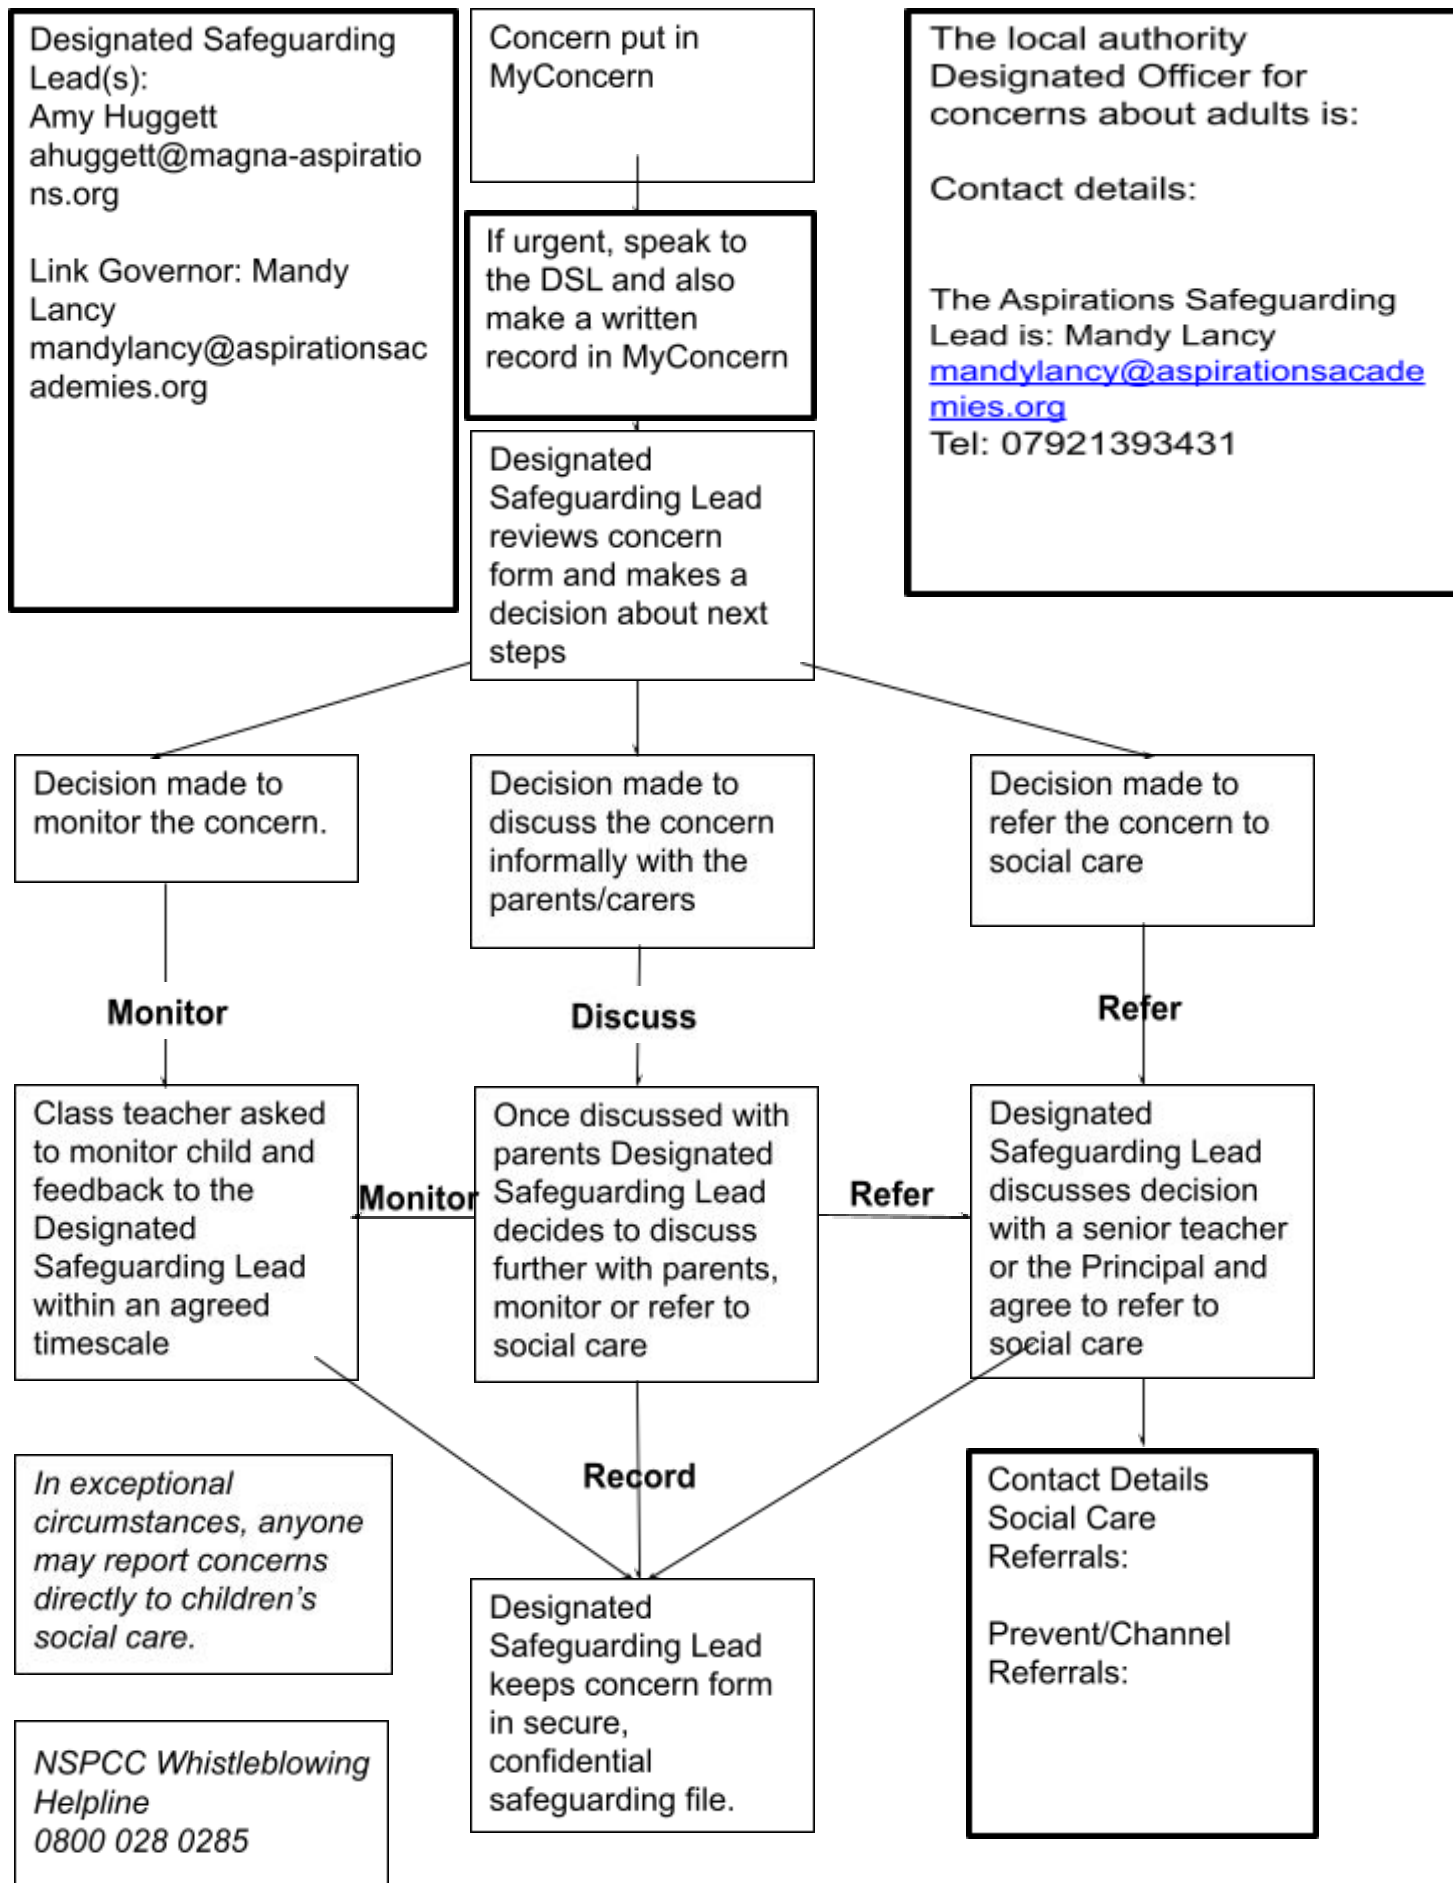 Designated Safeguarding
Lead(s):
Amy Huggett
ahuggett@magna-aspiratio
ns.org
Link Governor: Mandy
Lancy
mandylancy@aspirationsac
ademies.org
Concern put in
MyConcern
The local authority
Designated Officer for
concerns about adults is:
Contact details:
The Aspirations Safeguarding
Lead is: Mandy Lancy
mandylancy@aspirationsacade
mies.org
Tel: 07921393431
If urgent, speak to
the DSL and also
make a written
record in MyConcern
Designated
Safeguarding Lead
reviews concern
form and makes a
decision about next
steps
Decision made to
monitor the concern.
Decision made to
discuss the concern
informally with the
parents/carers
Decision made to
refer the concern to
social care
Monitor
Discuss
Refer
Class teacher asked
to monitor child and
feedback to the
Designated
Safeguarding Lead
within an agreed
timescale
Monitor
Once discussed with
parents Designated
Safeguarding Lead
decides to discuss
further with parents,
monitor or refer to
social care
Refer
Designated
Safeguarding Lead
discusses decision
with a senior teacher
or the Principal and
agree to refer to
social care
In exceptional
circumstances, anyone
may report concerns
directly to children’s
social care.
Record
Contact Details
Social Care
Referrals:
Prevent/Channel
Referrals:
Designated
Safeguarding Lead
keeps concern form
in secure,
confidential
safeguarding file.
NSPCC Whistleblowing
Helpline
0800 028 0285